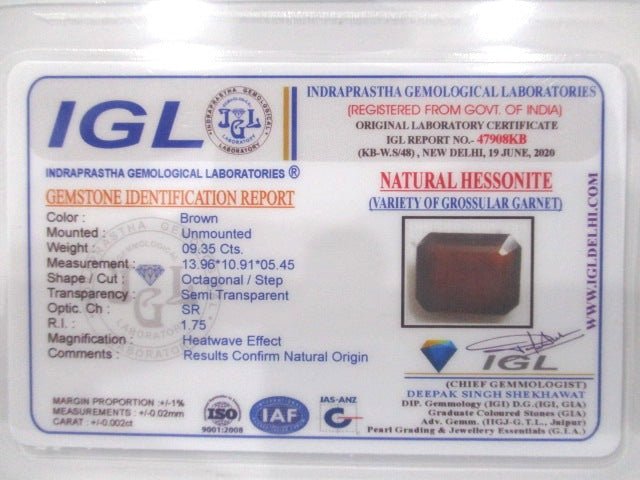 IGL
INDRAPRASTHA GEMOLOGICAL LABORATORY
IGL
INDRAPRASTHA GEMOLOGICAL LABORATORIES ®
GEMSTONE IDENTIFICATION REPORT
Color : Brown
Mounted : Unmounted
Weight : 09.35 Cts.
Measurement : 13.96*10.91*05.45
Shape / Cut : Octagonal / Step
Transparency : Semi Transparent
Optic. Ch : SR
R.I. : 1.75
Magnification : Heatwave Effect
Comments : Results Confirm Natural Origin
MARGIN PROPORTION :+/-1%
MEASUREMENTS : +/-0.02mm
CARAT : +/-0.002ct
ISO
9001:2008
IAF
JAS-ANZ
INDRAPRASTHA GEMOLOGICAL LABORATORIES
(REGISTERED FROM GOVT. OF INDIA)
ORIGINAL LABORATORY CERTIFICATE
IGL REPORT NO.- 47908KB
(KB-W.S/48) , NEW DELHI, 19 JUNE, 2020
NATURAL HESSONITE
(VARIETY OF GROSSULAR GARNET)
WWW.IGLDELHI.COM
IGL
(CHIEF GEMMOLOGIST)
DEEPAK SINGH SHEKHAWAT
DIP. Gemmology (IGI) D.G.(IGI, GIA)
Graduate Coloured Stones (GIA)
Adv. Gemm. (IIGJ-G.T.L., Jaipur)
Pearl Grading & Jewellery Essentials (G.I.A.)